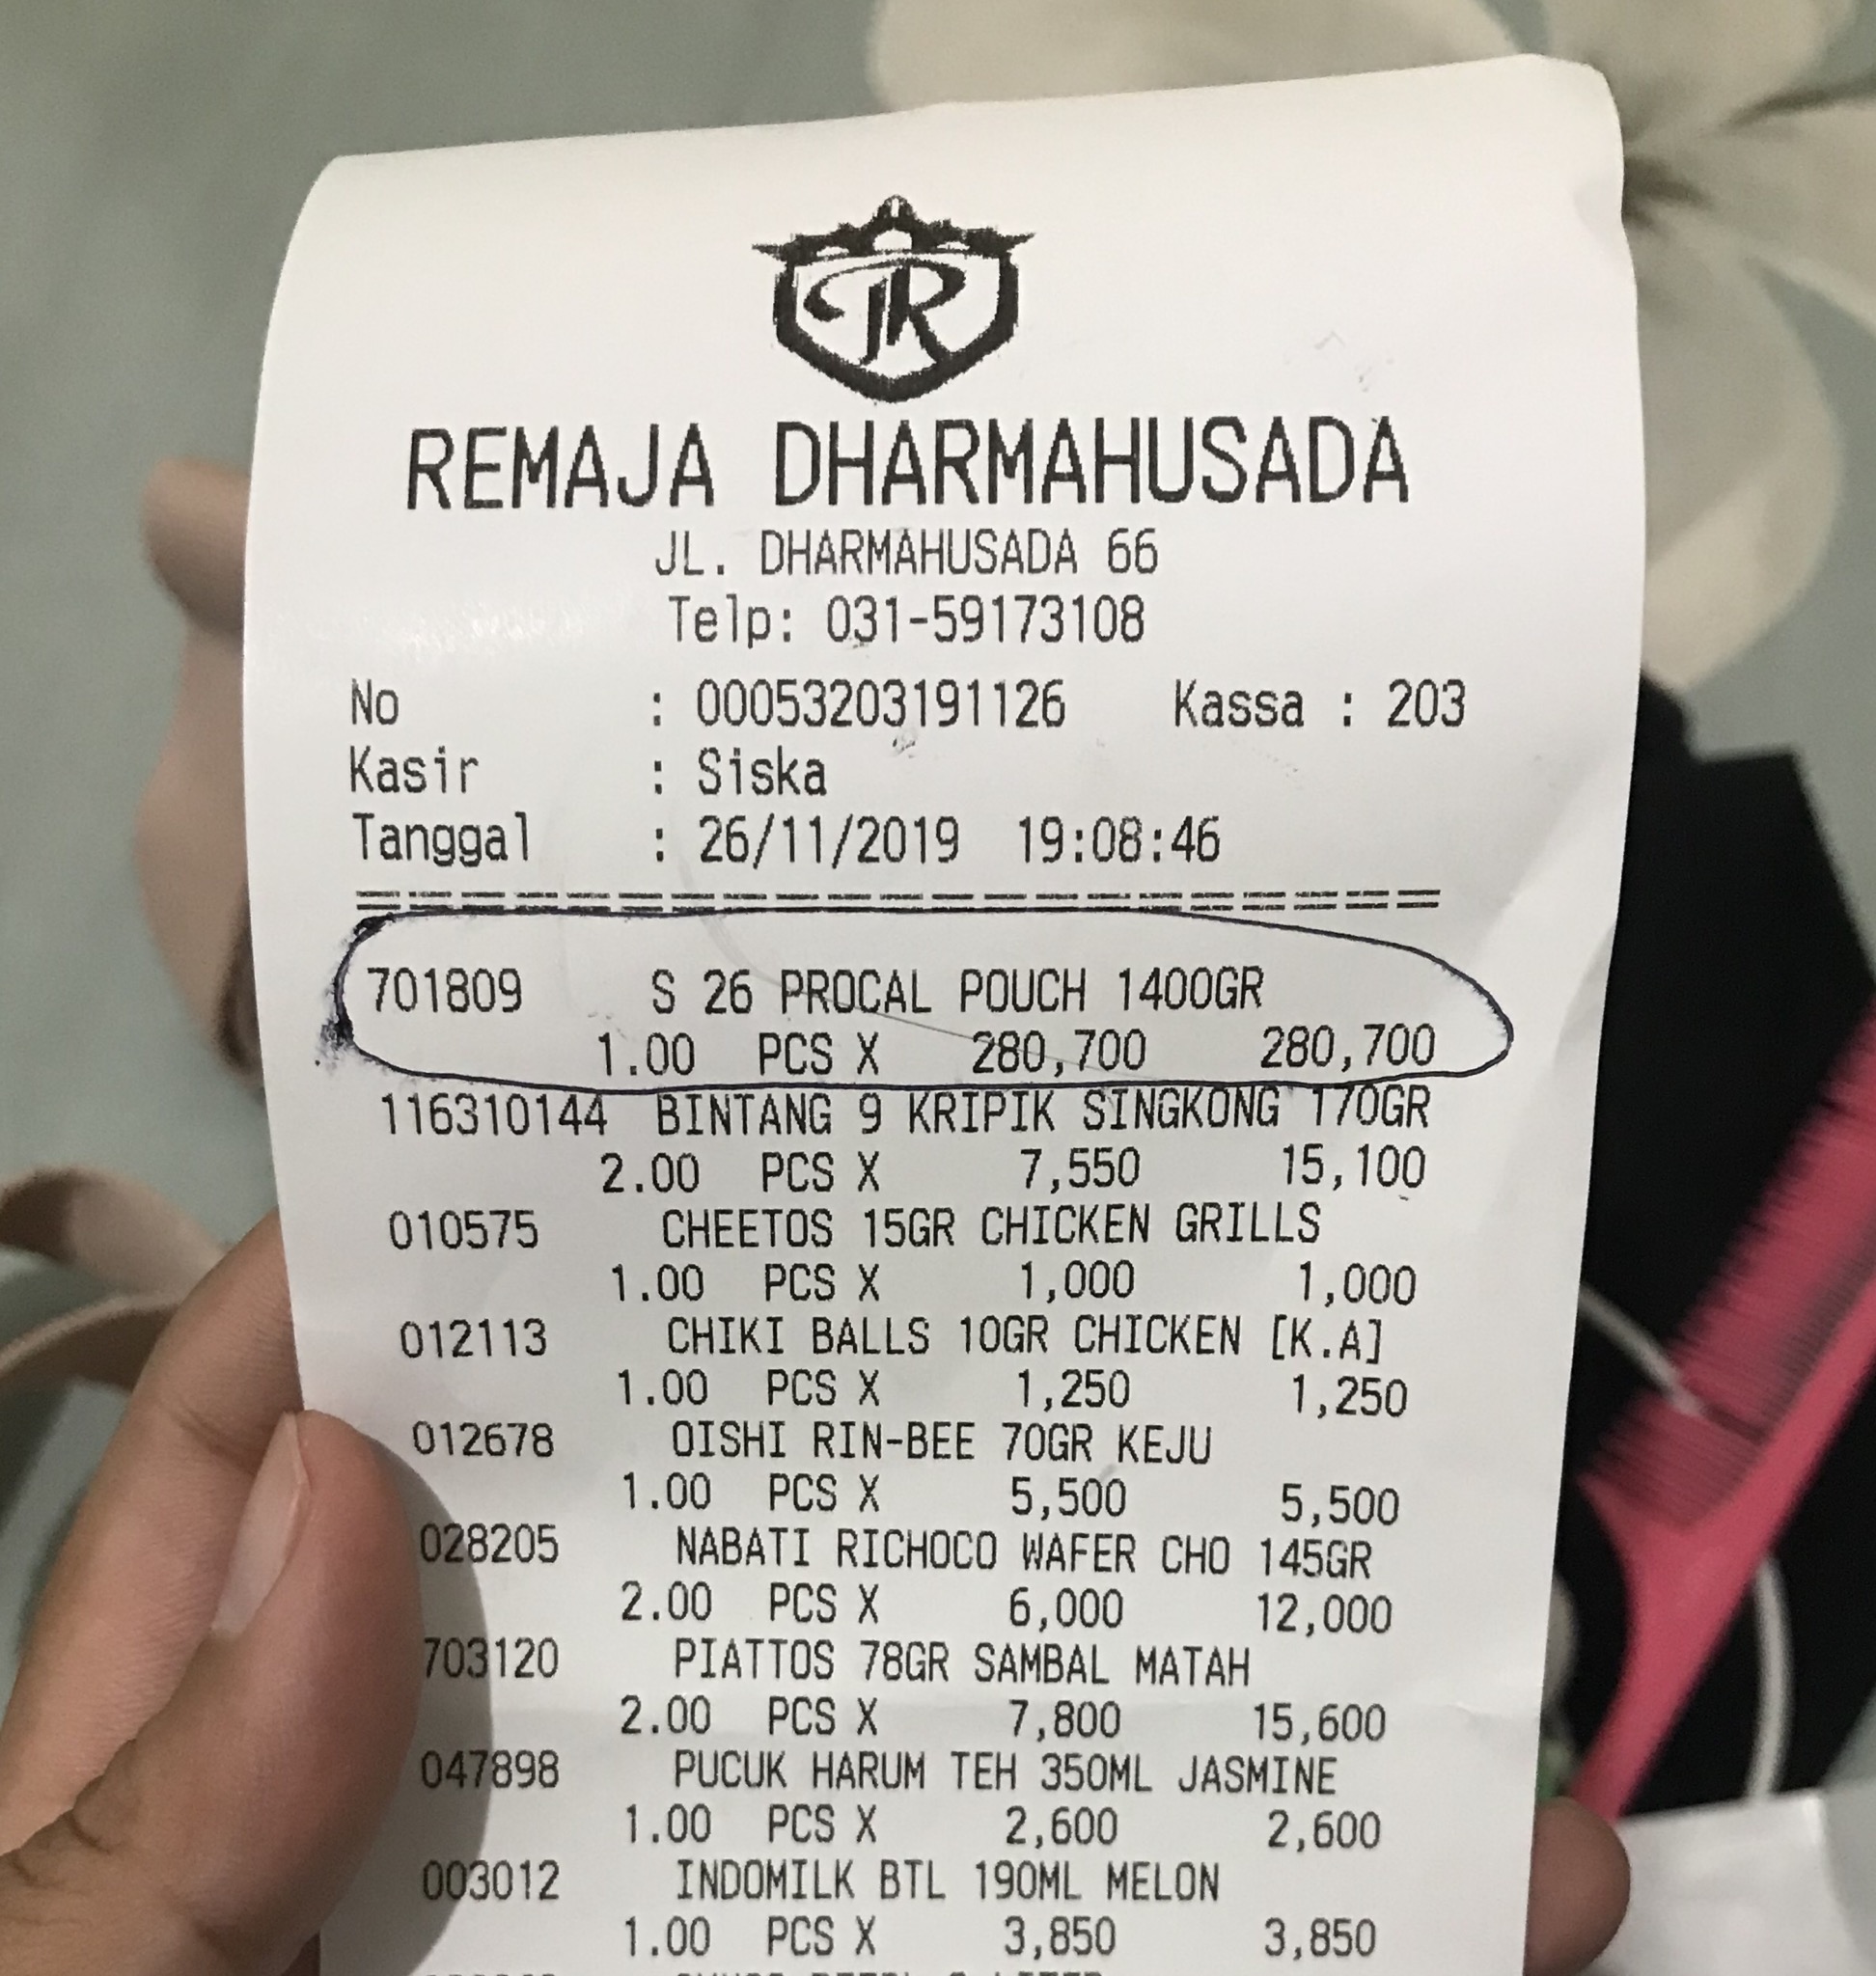 JR
REMAJA DHARMAHUSADA
JL. DHARMAHUSADA 66
Telp: 031-59173108
No : 00053203191126 Kassa : 203
Kasir : Siska
Tanggal : 26/11/2019 19:08:46
701809 S 26 PROCAL POUCH 1400GR
1.00 PCS X 280,700 280,700
116310144 BINTANG 9 KRIPIK SINGKONG 170GR
2.00 PCS X 7,550 15,100
010575 CHEETOS 15GR CHICKEN GRILLS
1.00 PCS X 1,000 1,000
012113 CHIKI BALLS 10GR CHICKEN [K.A]
1.00 PCS X 1,250 1,250
012678 OISHI RIN-BEE 70GR KEJU
1.00 PCS X 5,500 5,500
028205 NABATI RICHOCO WAFER CHO 145GR
2.00 PCS X 6,000 12,000
703120 PIATTOS 78GR SAMBAL MATAH
2.00 PCS X 7,800 15,600
047898 PUCUK HARUM TEH 350ML JASMINE
1.00 PCS X 2,600 2,600
003012 INDOMILK BTL 190ML MELON
1.00 PCS X 3,850 3,850